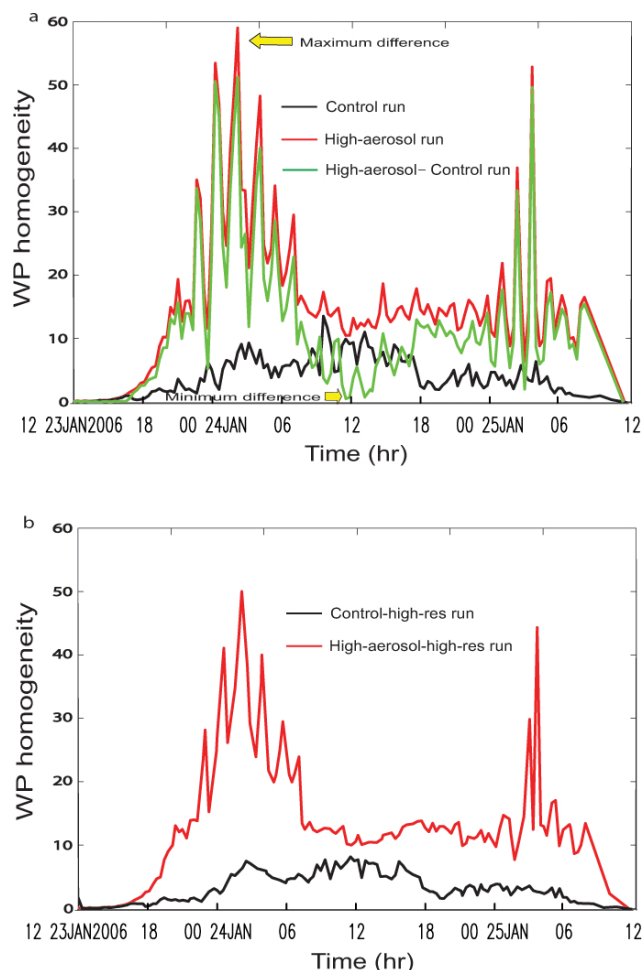 a
60
Maximum difference
50
Control run
High-aerosol run
High-aerosol– Control run
40
30
20
10
0
WP homogeneity
Minimum difference
12 23JAN2006 18 00 24JAN 06 12 18 00 25JAN 06 12
Time (hr)
b
60
50
Control-high-res run
High-aerosol-high-res run
40
30
20
10
0
WP homogeneity
12 23JAN2006 18 00 24JAN 06 12 18 00 25JAN 06 12
Time (hr)